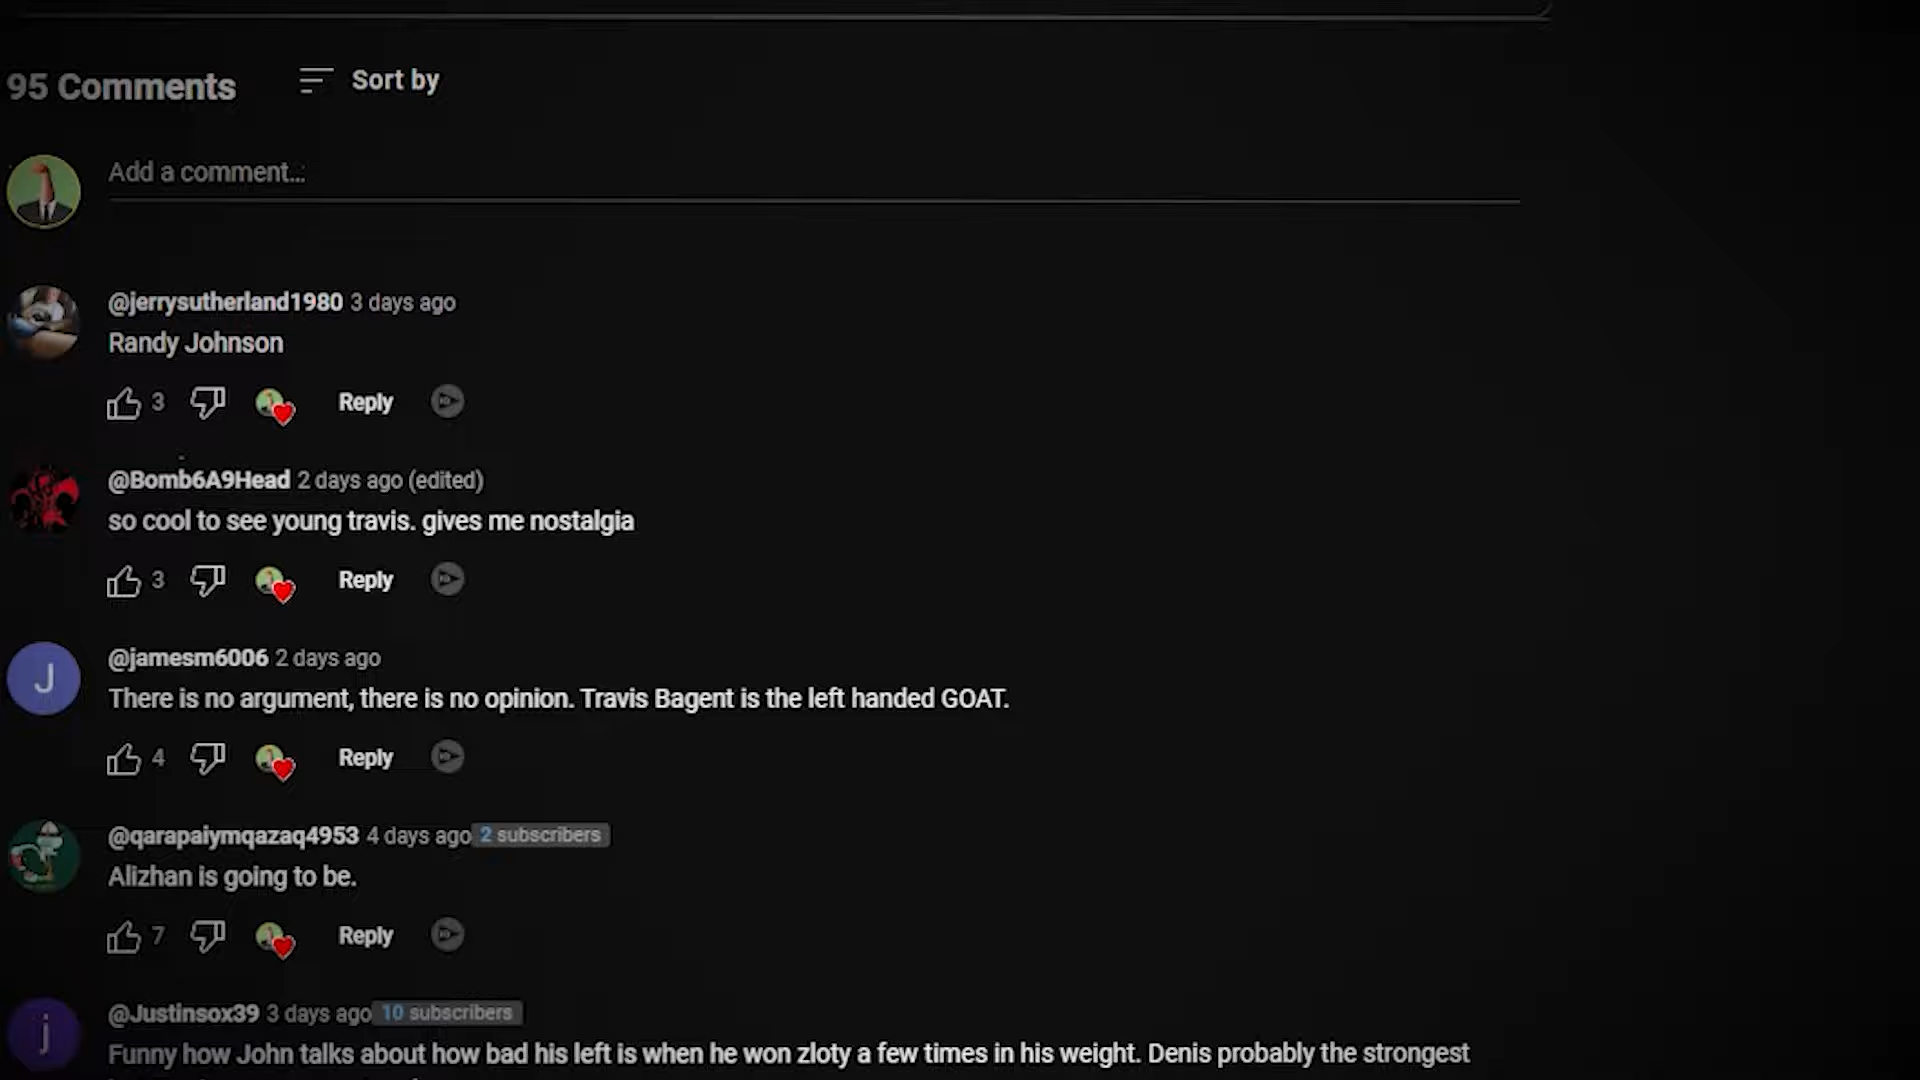 95 Comments
Sort by
Add a comment...
@jerrysutherland1980 3 days ago
Randy Johnson
3
Reply
@Bomb6A9Head 2 days ago (edited)
so cool to see young travis. gives me nostalgia
3
Reply
J
@jamesm6006 2 days ago
There is no argument, there is no opinion. Travis Bagent is the left handed GOAT.
4
Reply
@qarapaiymqazaq4953 4 days ago 2 subscribers
Alizhan is going to be.
7
Reply
j
@Justinsox39 3 days ago 10 subscribers
Funny how John talks about how bad his left is when he won zloty a few times in his weight. Denis probably the strongest